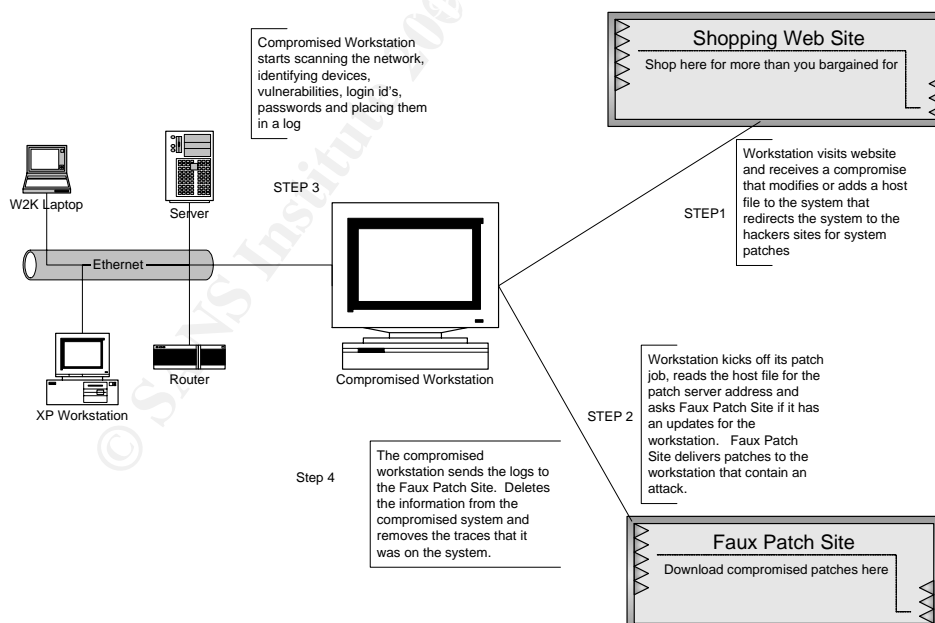 Shopping Web Site
Shop here for more than you bargained for
Compromised Workstation
starts scanning the network,
identifying devices,
vulnerabilities, login id's,
passwords and placing them
in a log
STEP 3
Workstation visits website
and receives a compromise
that modifies or adds a host
file to the system that
redirects the system to the
hackers sites for system
patches
STEP1
W2K Laptop
Server
Ethernet
XP Workstation
Router
Compromised Workstation
Workstation kicks off its patch
job, reads the host file for the
patch server address and
asks Faux Patch Site if it has
an updates for the
workstation. Faux Patch
Site delivers patches to the
workstation that contain an
attack.
STEP 2
Step 4
The compromised
workstation sends the logs to
the Faux Patch Site. Deletes
the information from the
compromised system and
removes the traces that it
was on the system.
Faux Patch Site
Download compromised patches here
© SANS Institute